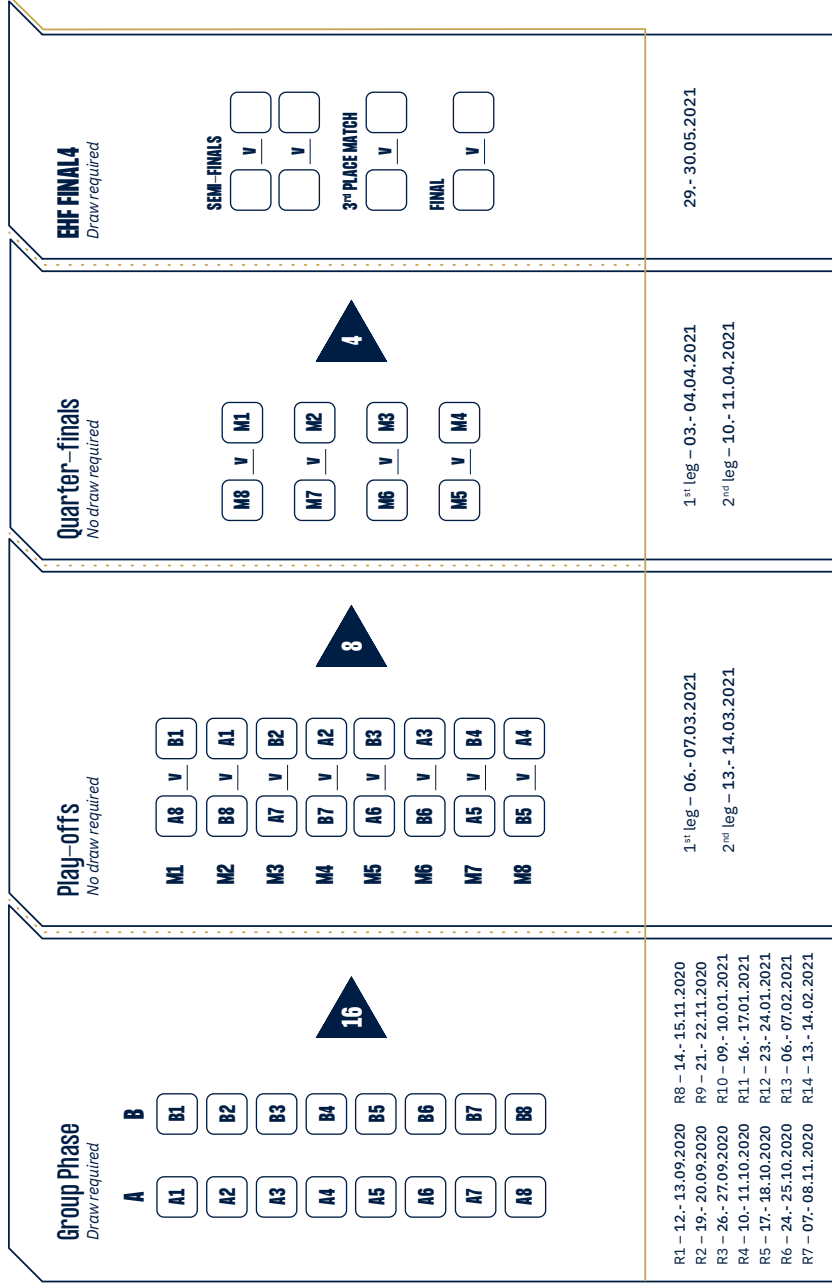 Group Phase
Draw required
A B
A1 B1
A2 B2
A3 B3
A4 B4
A5 B5
A6 B6
A7 B7
A8 B8
16
R1 – 12.- 13.09.2020
R2 – 19.- 20.09.2020
R3 – 26.- 27.09.2020
R4 – 10.- 11.10.2020
R5 – 17.- 18.10.2020
R6 – 24.- 25.10.2020
R7 – 07.- 08.11.2020
R8 – 14.- 15.11.2020
R9 – 21.- 22.11.2020
R10 – 09.- 10.01.2021
R11 – 16.- 17.01.2021
R12 – 23.- 24.01.2021
R13 – 06.- 07.02.2021
R14 – 13.- 14.02.2021
Play-offs
No draw required
M1 A8 V B1
M2 B8 V A1
M3 A7 V B2
M4 B7 V A2
M5 A6 V B3
M6 B6 V A3
M7 A5 V B4
M8 B5 V A4
8
1st leg – 06.- 07.03.2021
2nd leg – 13.- 14.03.2021
Quarter-finals
No draw required
M8 V M1
M7 V M2
M6 V M3
M5 V M4
4
1st leg – 03.- 04.04.2021
2nd leg – 10.- 11.04.2021
EHF FINAL4
Draw required
SEMI-FINALS
V
V
3rd PLACE MATCH
V
FINAL
V
29.- 30.05.2021